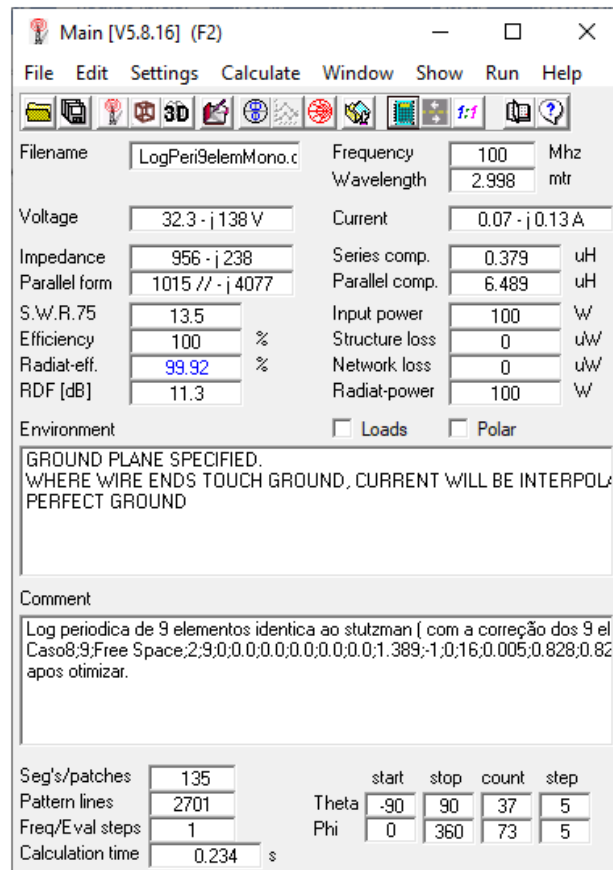 Main [V5.8.16] (F2)
File Edit Settings Calculate Window Show Run Help
3D 1:1
Filename LogPeri9elemMono.c Frequency 100 Mhz
Wavelength 2.998 mtr
Voltage 32.3 - j 138 V Current 0.07 - j 0.13 A
Impedance 956 - j 238 Series comp. 0.379 uH
Parallel form 1015 // - j 4077 Parallel comp. 6.489 uH
S.W.R.75 13.5 Input power 100 W
Efficiency 100 % Structure loss 0 uW
Radiat-eff. 99.92 % Network loss 0 uW
RDF [dB] 11.3 Radiat-power 100 W
Environment Loads Polar
GROUND PLANE SPECIFIED.
WHERE WIRE ENDS TOUCH GROUND, CURRENT WILL BE INTERPOLA
PERFECT GROUND
Comment
Log periodica de 9 elementos identica ao stutzman ( com a correção dos 9 el
Caso8;9;Free Space;2;9;0;0.0;0.0;0.0;0.0;0.0;1.389;-1;0;16;0.005;0.828;0.82
apos otimizar.
Seg's/patches 135 start stop count step
Pattern lines 2701 Theta -90 90 37 5
Freq/Eval steps 1 Phi 0 360 73 5
Calculation time 0.234 s